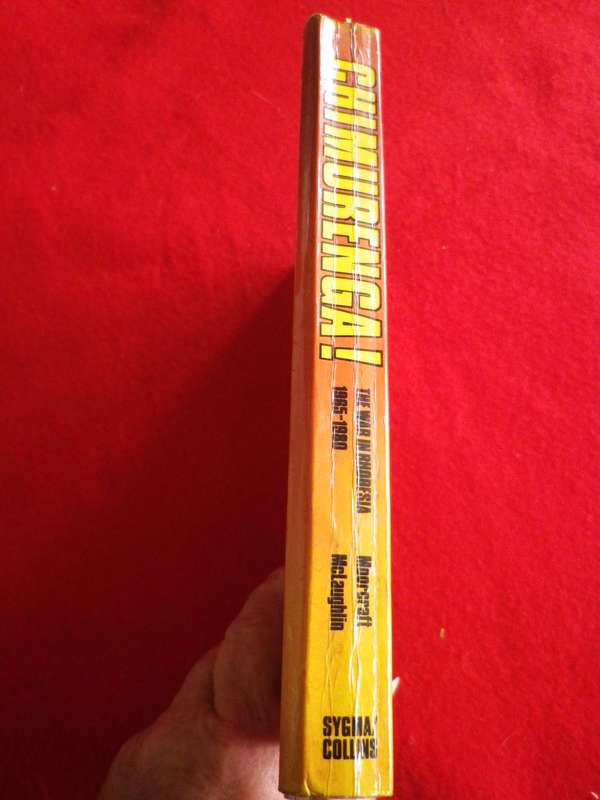 CHIMURENGA!
THE WAR IN RHODESIA
1965-1980
Moorcraft
McLaughlin
SYGMA/
COLLINS